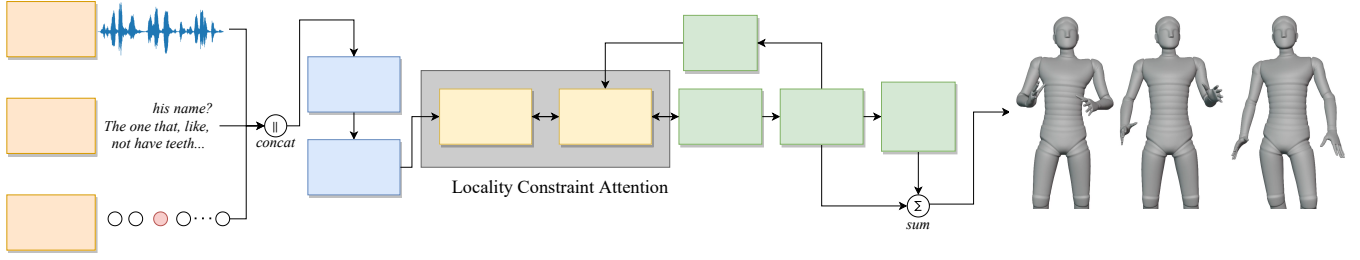 his name?
The one that, like,
not have teeth...
||
concat
Locality Constraint Attention
Σ
sum